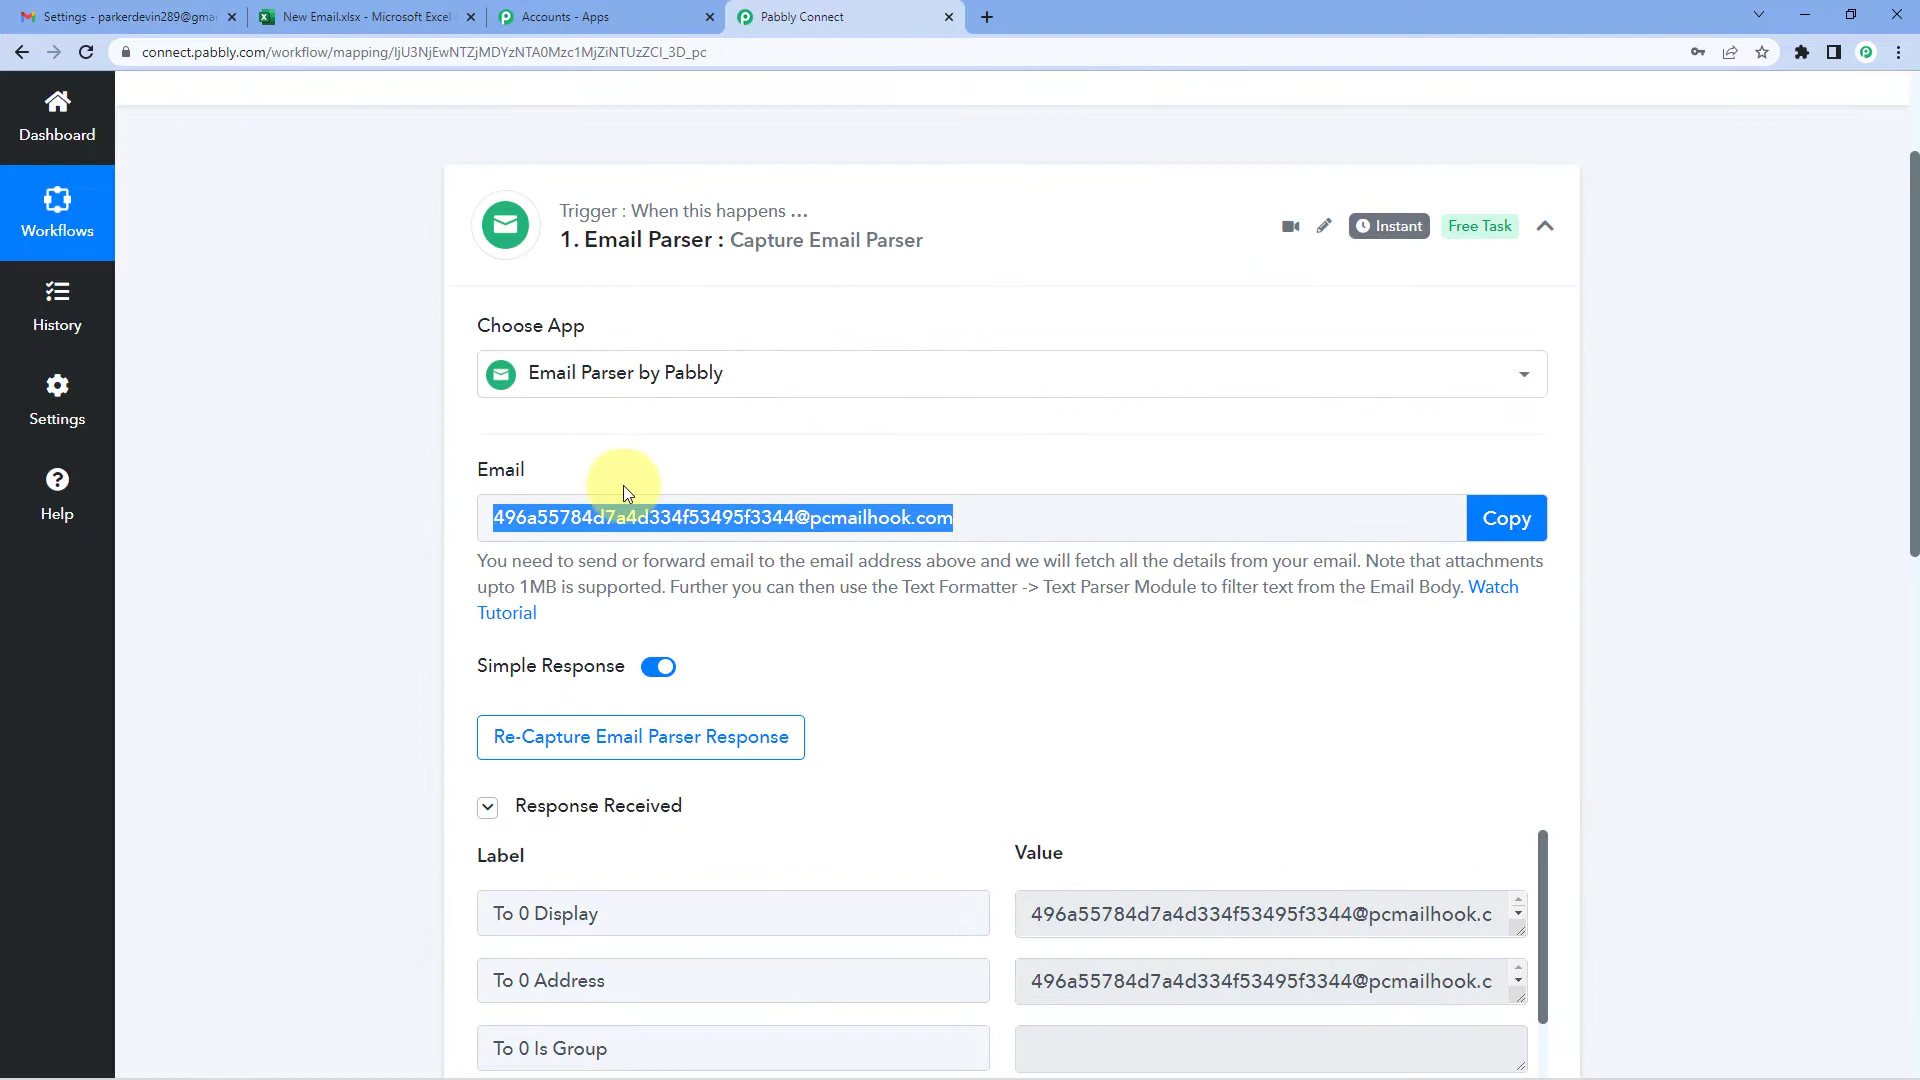 Settings - parkerdevin289@gma
New Email.xlsx - Microsoft Excel
Accounts - Apps
Pabbly Connect
connect.pabbly.com/workflow/mapping/IjU3NjEwNTZjMDYzNTA0Mzc1MjZiNTUzZCI_3D_pc
Dashboard
Workflows
History
Settings
Help
Trigger : When this happens ...
1. Email Parser : Capture Email Parser
Instant
Free Task
Choose App
Email Parser by Pabbly
Email
496a55784d7a4d334f53495f3344@pcmailhook.com
Copy
You need to send or forward email to the email address above and we will fetch all the details from your email. Note that attachments
upto 1MB is supported. Further you can then use the Text Formatter -> Text Parser Module to filter text from the Email Body. Watch
Tutorial
Simple Response
Re-Capture Email Parser Response
Response Received
Label
Value
To 0 Display
496a55784d7a4d334f53495f3344@pcmailhook.c
To 0 Address
496a55784d7a4d334f53495f3344@pcmailhook.c
To 0 Is Group